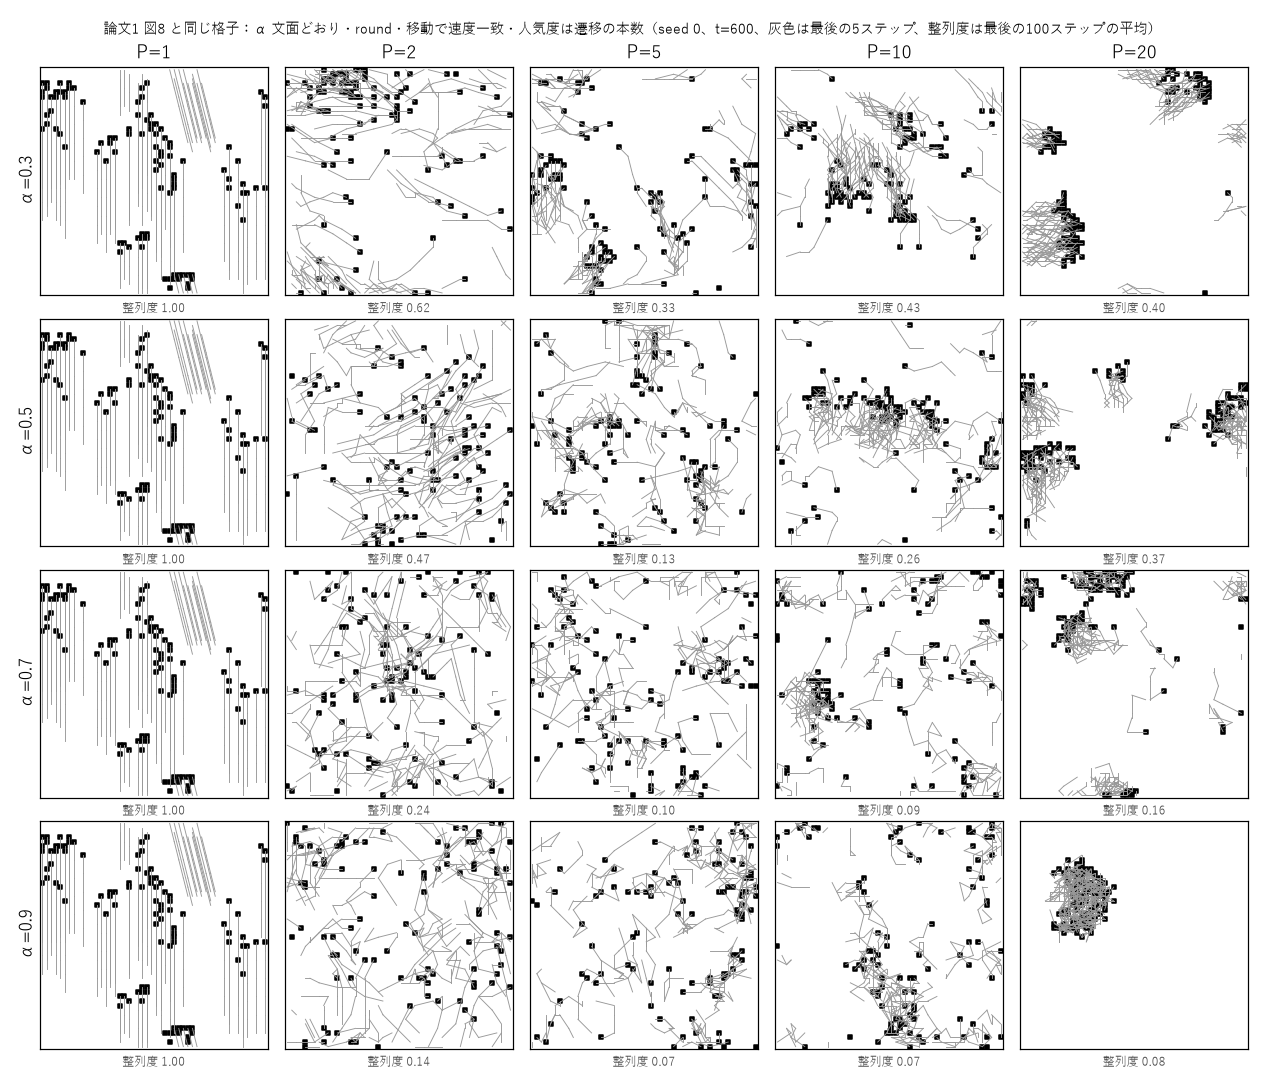 論文1 図8 と同じ格子： α 文面どおり・round・移動で速度一致・人気度は遷移の本数（seed 0、t=600、灰色は最後の5ステップ、整列度は最後の100ステップの平均）
P=1 P=2 P=5 P=10 P=20
α=0.3
整列度 1.00 整列度 0.62 整列度 0.33 整列度 0.43 整列度 0.40
α=0.5
整列度 1.00 整列度 0.47 整列度 0.13 整列度 0.26 整列度 0.37
α=0.7
整列度 1.00 整列度 0.24 整列度 0.10 整列度 0.09 整列度 0.16
α=0.9
整列度 1.00 整列度 0.14 整列度 0.07 整列度 0.07 整列度 0.08